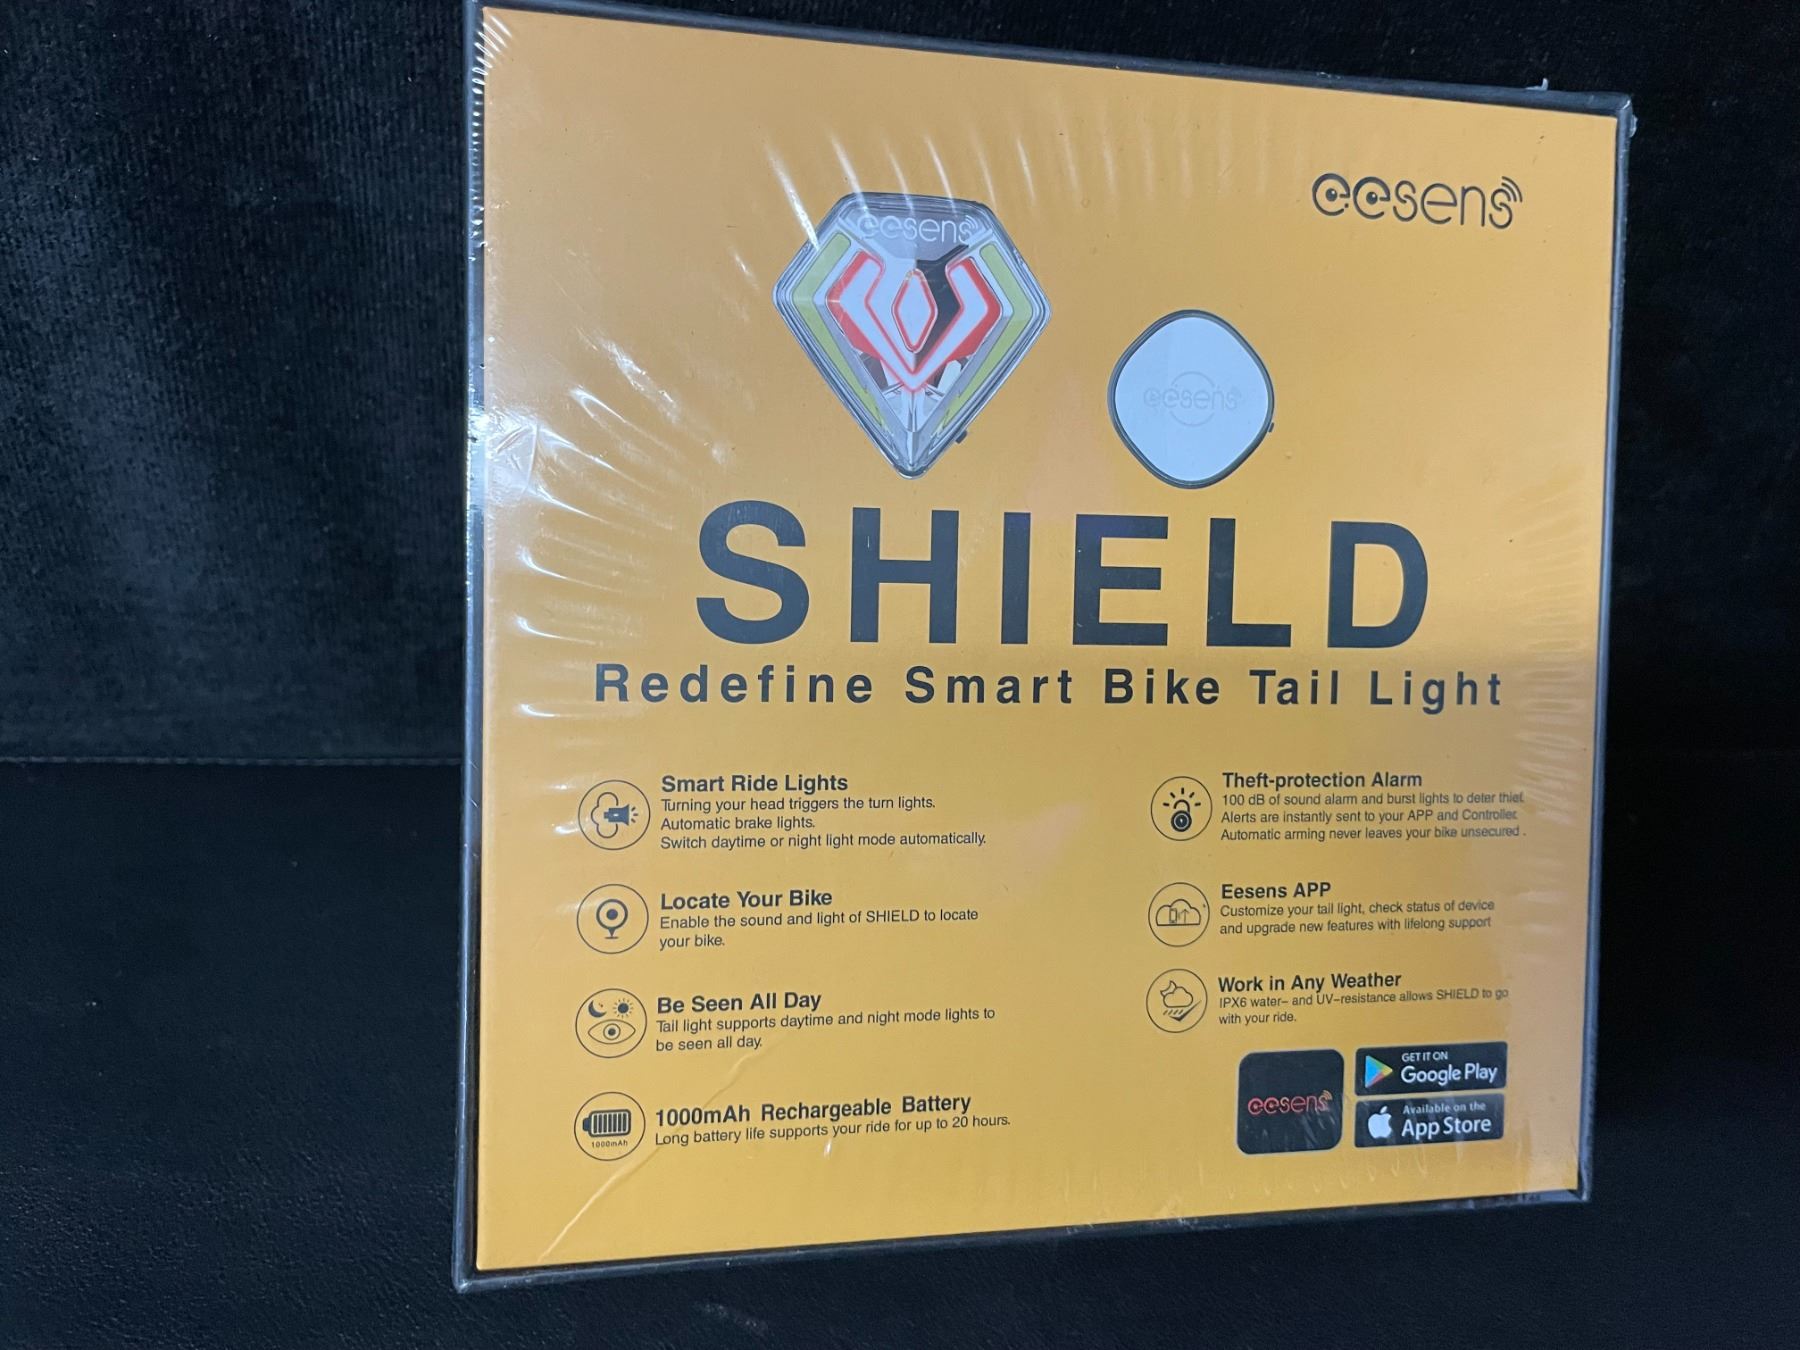 eesens
eesens
eesens
SHIELD
Redefine Smart Bike Tail Light
Smart Ride Lights
Turning your head triggers the turn lights.
Automatic brake lights.
Switch daytime or night light mode automatically.
Locate Your Bike
Enable the sound and light of SHIELD to locate
your bike.
Be Seen All Day
Tail light supports daytime and night mode lights to
be seen all day.
1000mAh
1000mAh Rechargeable Battery
Long battery life supports your ride for up to 20 hours.
Theft-protection Alarm
100 dB of sound alarm and burst lights to deter thief.
Alerts are instantly sent to your APP and Controller.
Automatic arming never leaves your bike unsecured .
Eesens APP
Customize your tail light, check status of device
and upgrade new features with lifelong support
Work in Any Weather
IPX6 water- and UV-resistance allows SHIELD to go
with your ride.
eesens
GET IT ON
Google Play
Available on the
App Store